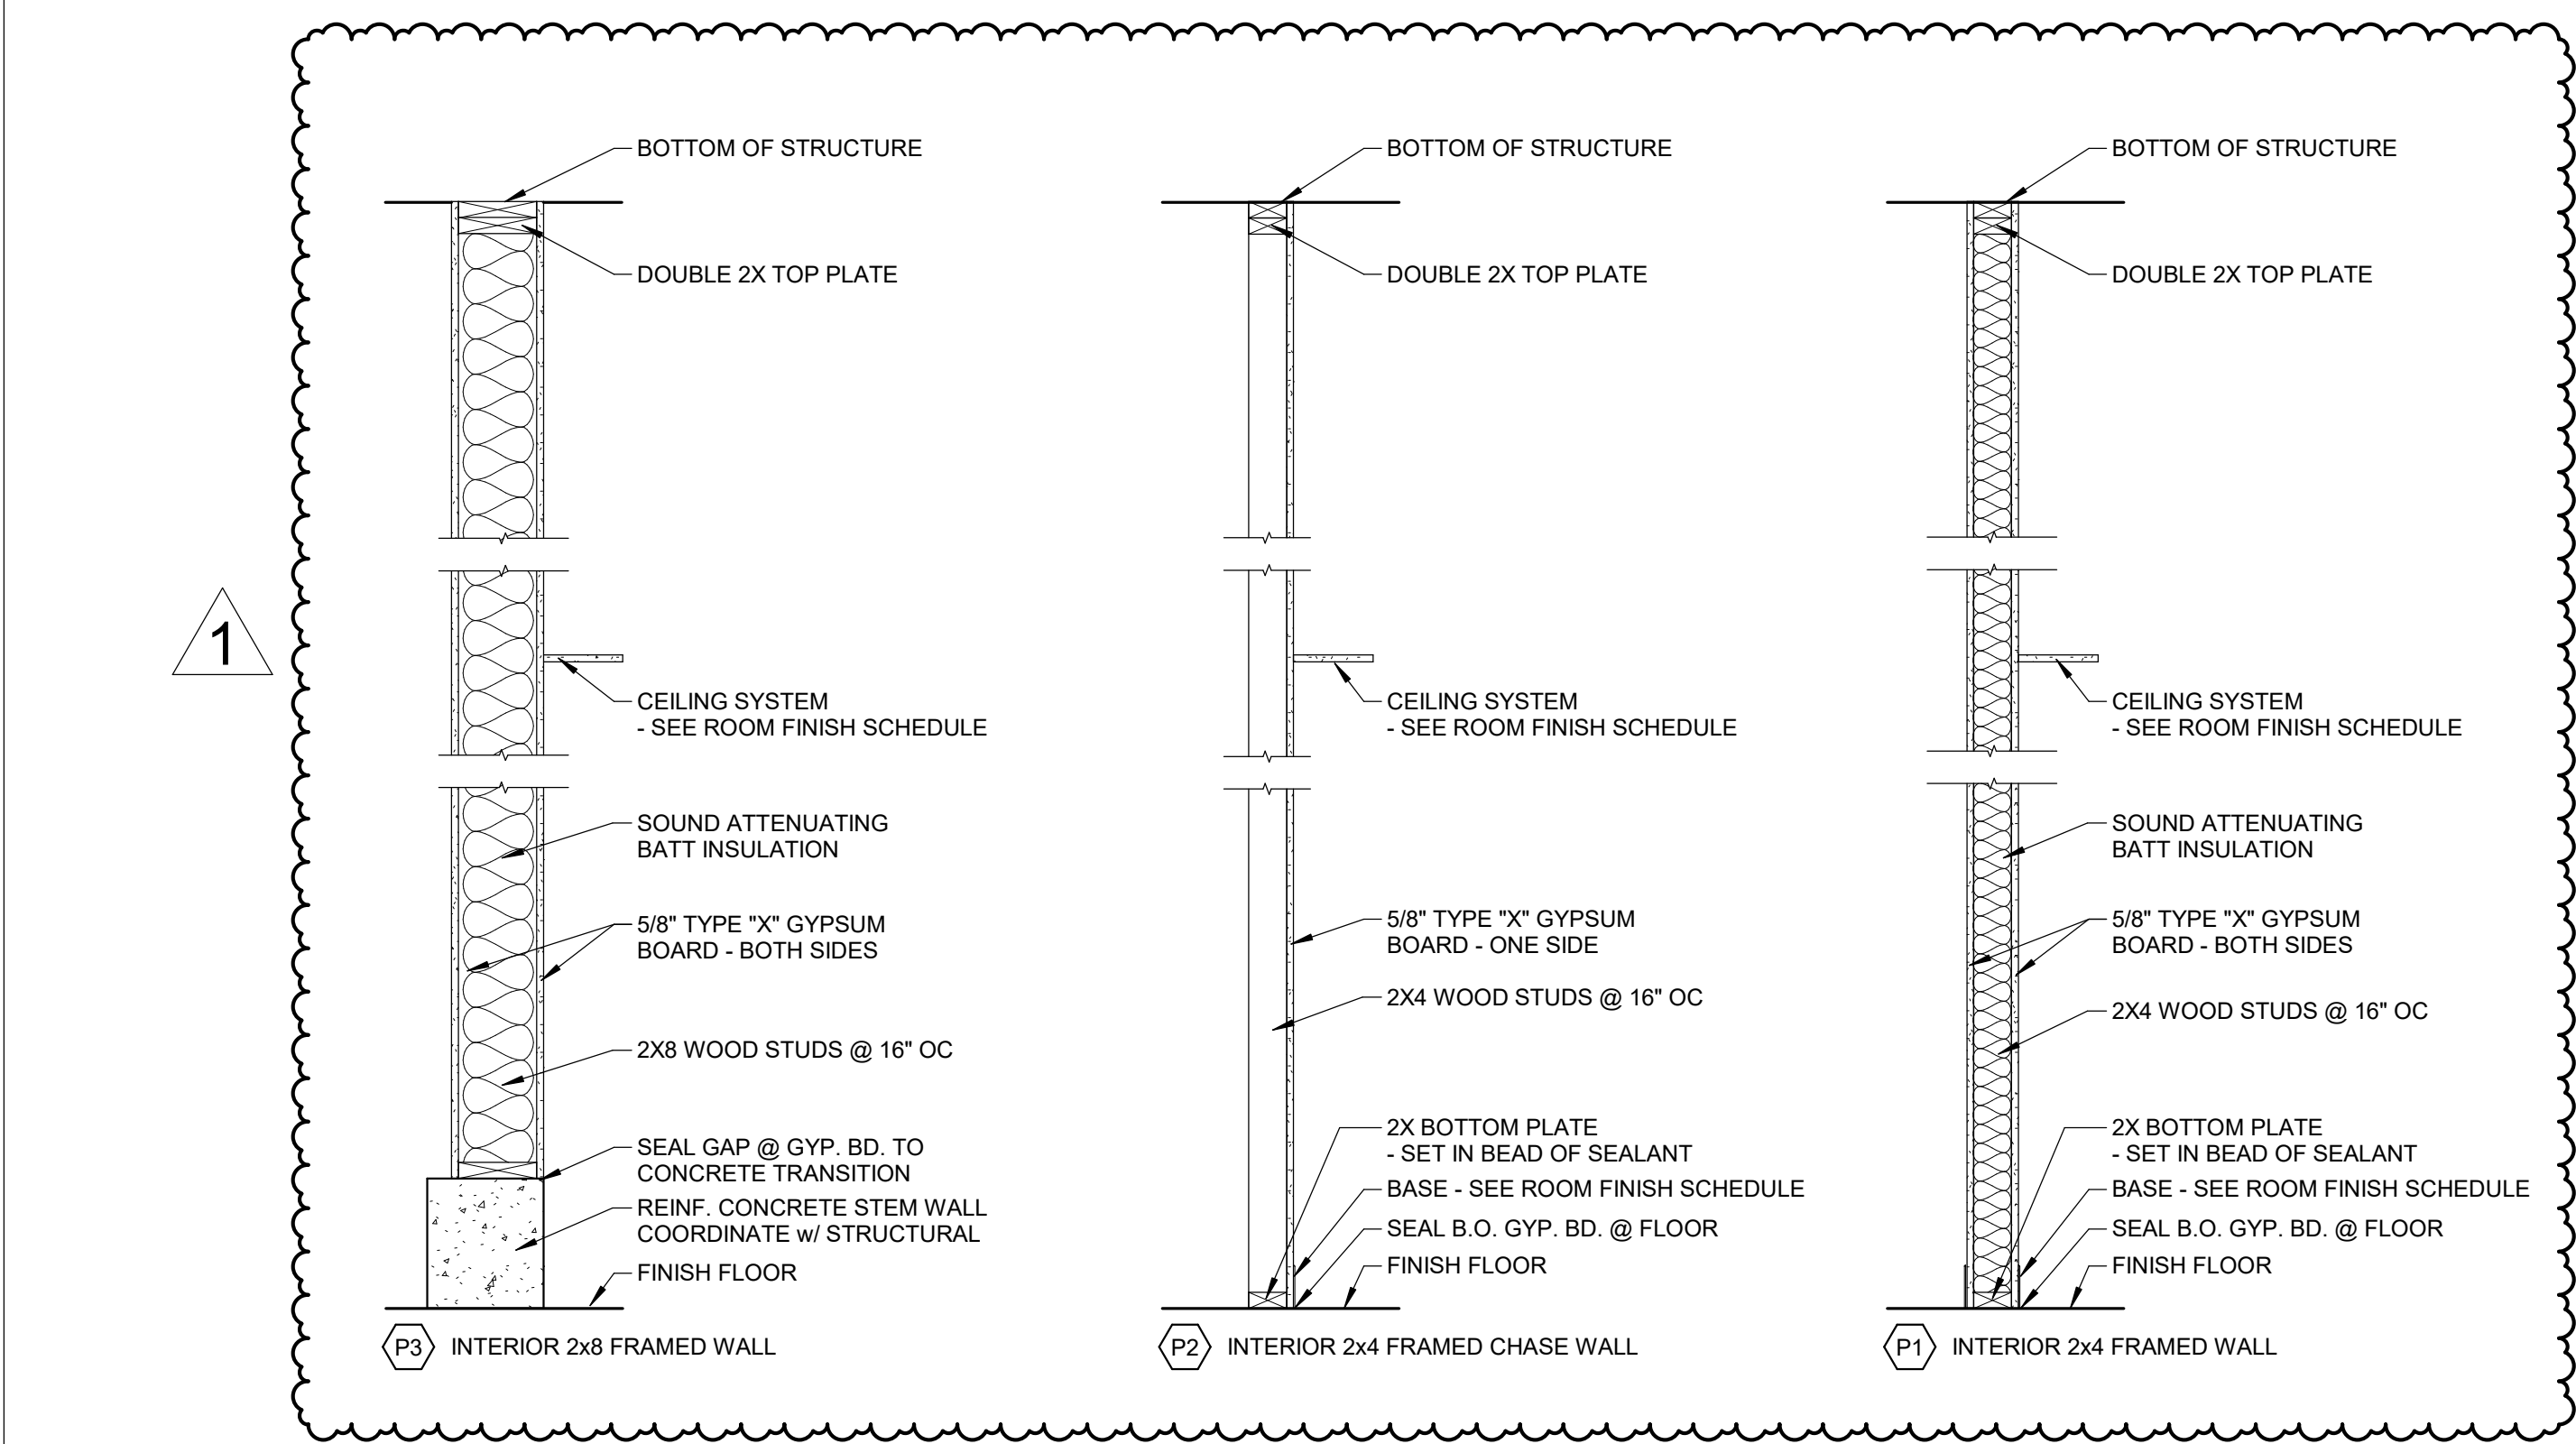 1
BOTTOM OF STRUCTURE
DOUBLE 2X TOP PLATE
CEILING SYSTEM
- SEE ROOM FINISH SCHEDULE
SOUND ATTENUATING
BATT INSULATION
5/8" TYPE "X" GYPSUM
BOARD - BOTH SIDES
2X8 WOOD STUDS @ 16" OC
SEAL GAP @ GYP. BD. TO
CONCRETE TRANSITION
REINF. CONCRETE STEM WALL
COORDINATE w/ STRUCTURAL
FINISH FLOOR
P3 INTERIOR 2x8 FRAMED WALL
BOTTOM OF STRUCTURE
DOUBLE 2X TOP PLATE
CEILING SYSTEM
- SEE ROOM FINISH SCHEDULE
5/8" TYPE "X" GYPSUM
BOARD - ONE SIDE
2X4 WOOD STUDS @ 16" OC
2X BOTTOM PLATE
- SET IN BEAD OF SEALANT
BASE - SEE ROOM FINISH SCHEDULE
SEAL B.O. GYP. BD. @ FLOOR
FINISH FLOOR
P2 INTERIOR 2x4 FRAMED CHASE WALL
BOTTOM OF STRUCTURE
DOUBLE 2X TOP PLATE
CEILING SYSTEM
- SEE ROOM FINISH SCHEDULE
SOUND ATTENUATING
BATT INSULATION
5/8" TYPE "X" GYPSUM
BOARD - BOTH SIDES
2X4 WOOD STUDS @ 16" OC
2X BOTTOM PLATE
- SET IN BEAD OF SEALANT
BASE - SEE ROOM FINISH SCHEDULE
SEAL B.O. GYP. BD. @ FLOOR
FINISH FLOOR
P1 INTERIOR 2x4 FRAMED WALL